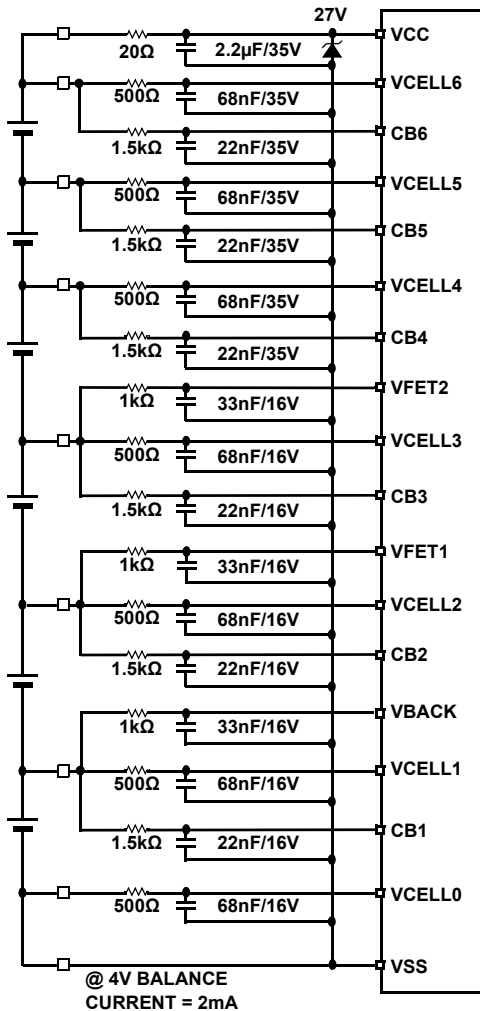 27V
VCC
20Ω
2.2µF/35V
VCELL6
500Ω
68nF/35V
CB6
1.5kΩ
22nF/35V
VCELL5
500Ω
68nF/35V
CB5
1.5kΩ
22nF/35V
VCELL4
500Ω
68nF/35V
CB4
1.5kΩ
22nF/35V
VFET2
1kΩ
33nF/16V
VCELL3
500Ω
68nF/16V
CB3
1.5kΩ
22nF/16V
VFET1
1kΩ
33nF/16V
VCELL2
500Ω
68nF/16V
CB2
1.5kΩ
22nF/16V
VBACK
1kΩ
33nF/16V
VCELL1
500Ω
68nF/16V
CB1
1.5kΩ
22nF/16V
VCELL0
500Ω
68nF/16V
VSS
@ 4V BALANCE
CURRENT = 2mA